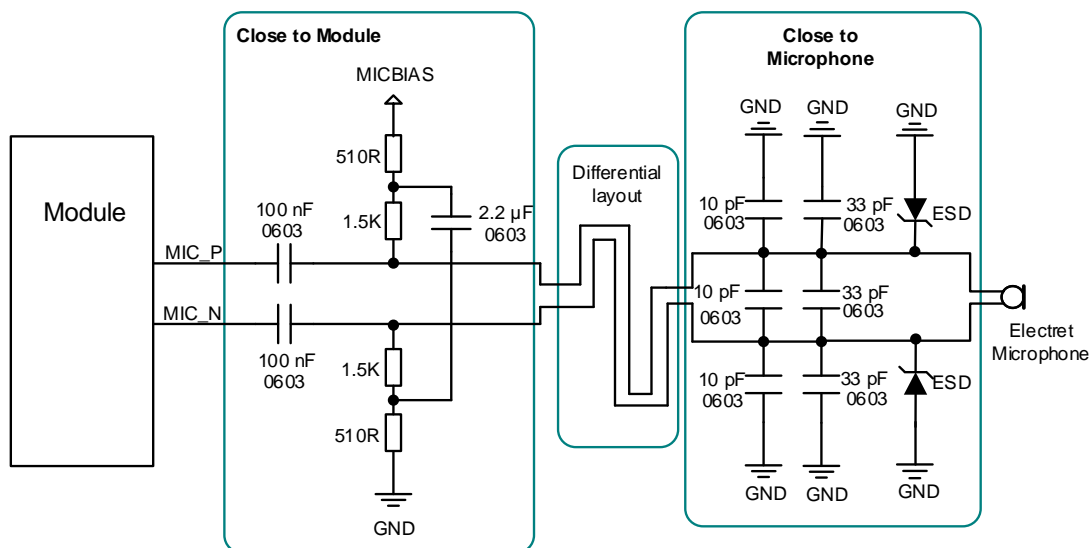 Close to Module
MICBIAS
510R
1.5K
2.2 µF
0603
100 nF
0603
Module
MIC_P
MIC_N
100 nF
0603
1.5K
510R
GND
Differential
layout
Close to
Microphone
GND
GND
GND
10 pF
0603
33 pF
0603
ESD
10 pF
0603
33 pF
0603
Electret
Microphone
10 pF
0603
33 pF
0603
ESD
GND
GND
GND